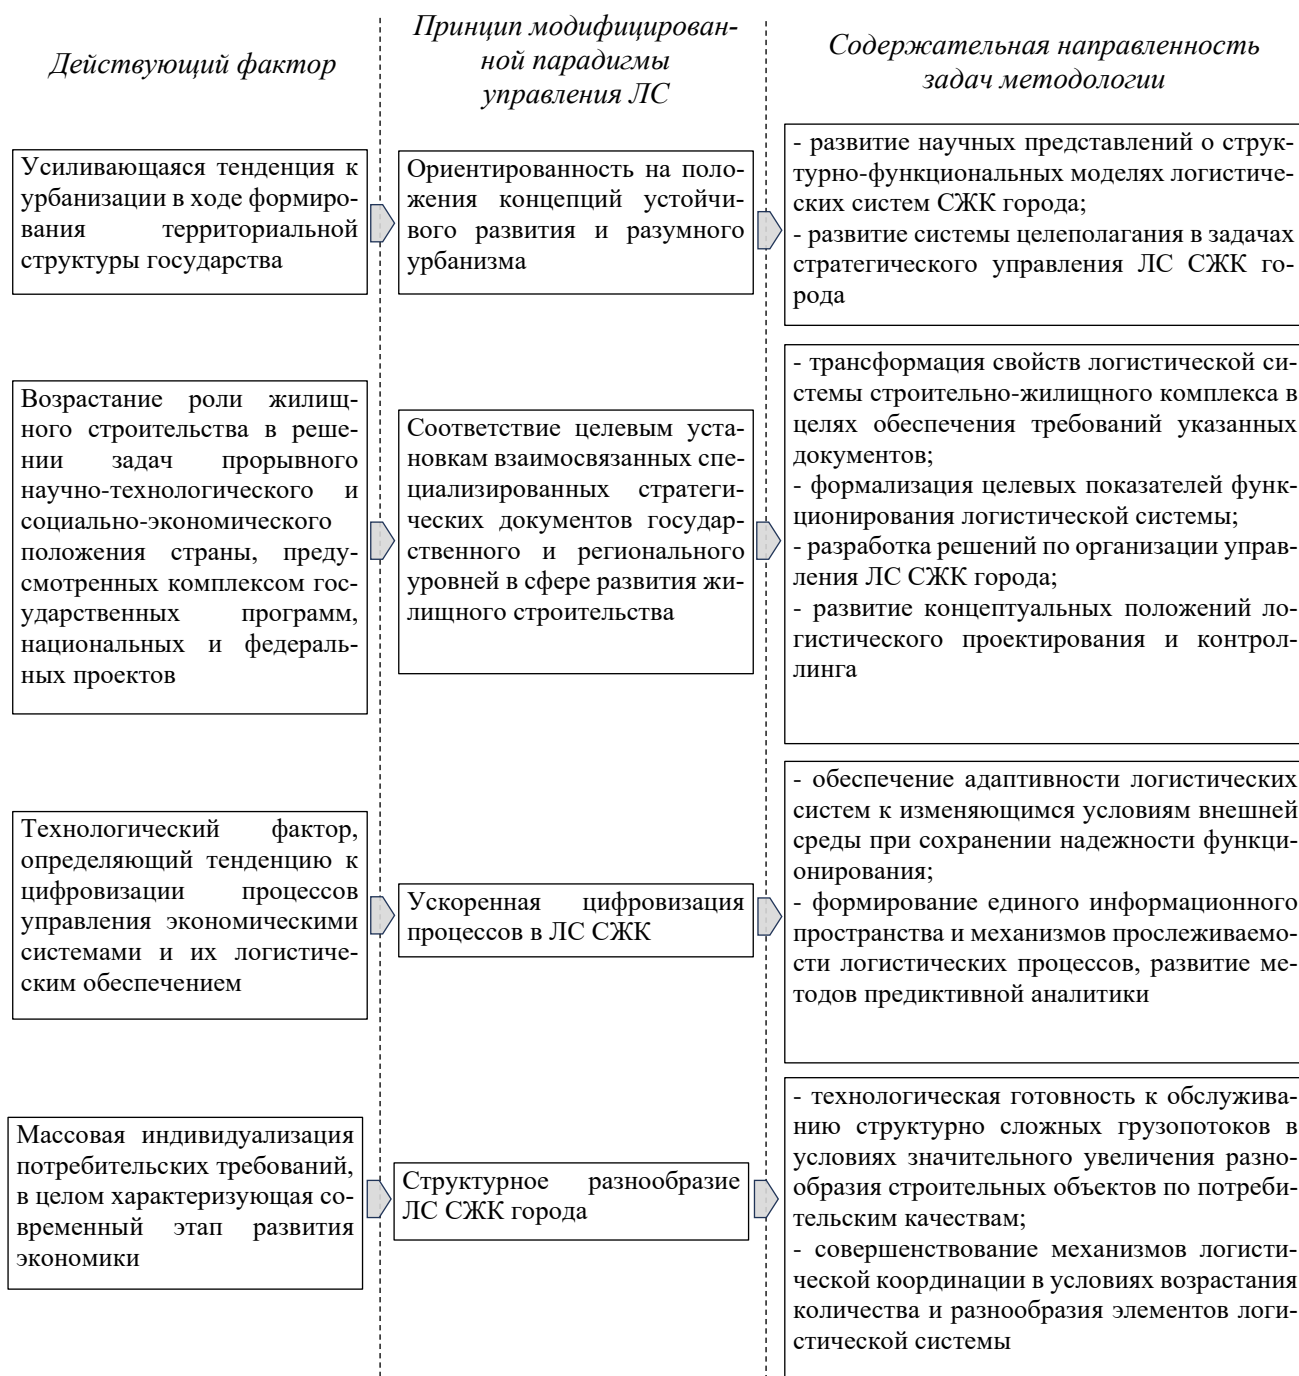 Действующий фактор
Принцип модифицирован-
ной парадигмы
управления ЛС
Содержательная направленность
задач методологии
Усиливающаяся тенденция к
урбанизации в ходе формиро-
вания территориальной
структуры государства
Ориентированность на поло-
жения концепций устойчи-
вого развития и разумного
урбанизма
- развитие научных представлений о струк-
турно-функциональных моделях логистиче-
ских систем СЖК города;
- развитие системы целеполагания в задачах
стратегического управления ЛС СЖК го-
рода
Возрастание роли жилищ-
ного строительства в реше-
нии задач прорывного
научно-технологического и
социально-экономического
положения страны, преду-
смотренных комплексом гос-
ударственных программ,
национальных и федераль-
ных проектов
Соответствие целевым уста-
новкам взаимосвязанных спе-
циализированных стратеги-
ческих документов государ-
ственного и регионального
уровней в сфере развития жи-
лищного строительства
- трансформация свойств логистической си-
стемы строительно-жилищного комплекса в
целях обеспечения требований указанных
документов;
- формализация целевых показателей функ-
ционирования логистической системы;
- разработка решений по организации управ-
ления ЛС СЖК города;
- развитие концептуальных положений ло-
гистического проектирования и контрол-
линга
Технологический фактор,
определяющий тенденцию к
цифровизации процессов
управления экономическими
системами и их логистиче-
ским обеспечением
Ускоренная цифровизация
процессов в ЛС СЖК
- обеспечение адаптивности логистических
систем к изменяющимся условиям внешней
среды при сохранении надежности функци-
онирования;
- формирование единого информационного
пространства и механизмов прослеживаемо-
сти логистических процессов, развитие ме-
тодов предиктивной аналитики
Массовая индивидуализация
потребительских требований,
в целом характеризующая со-
временный этап развития
экономики
Структурное разнообразие
ЛС СЖК города
- технологическая готовность к обслужива-
нию структурно сложных грузопотоков в
условиях значительного увеличения разно-
образия строительных объектов по потреби-
тельским качествам;
- совершенствование механизмов логисти-
ческой координации в условиях возрастания
количества и разнообразия элементов логи-
стической системы